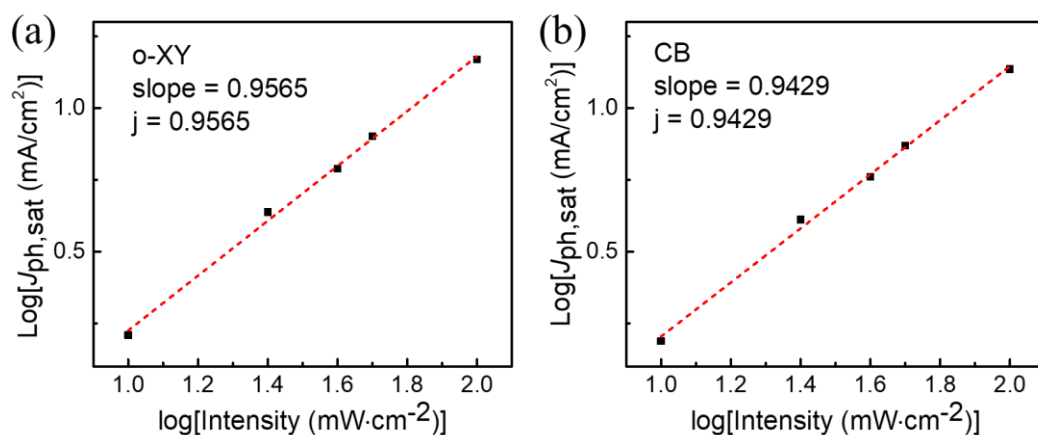 (a)
o-XY
slope = 0.9565
j = 0.9565
Log[Jph,sat (mA/cm²)]
1.0
0.5
1.0 1.2 1.4 1.6 1.8 2.0
log[Intensity (mW·cm-2)]
(b)
CB
slope = 0.9429
j = 0.9429
Log[Jph,sat (mA/cm²)]
1.0
0.5
1.0 1.2 1.4 1.6 1.8 2.0
log[Intensity (mW·cm-2)]